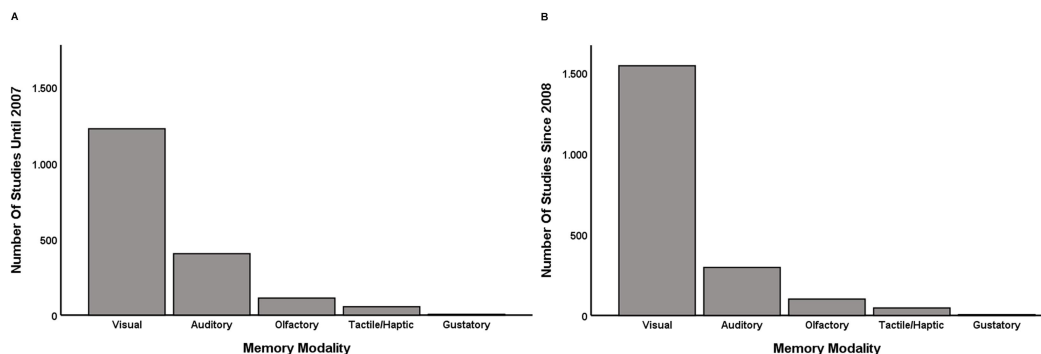 A
Number Of Studies Until 2007
1.500
1.000
500
0
Visual Auditory Olfactory Tactile/Haptic Gustatory
Memory Modality
B
Number Of Studies Since 2008
1.500
1.000
500
0
Visual Auditory Olfactory Tactile/Haptic Gustatory
Memory Modality